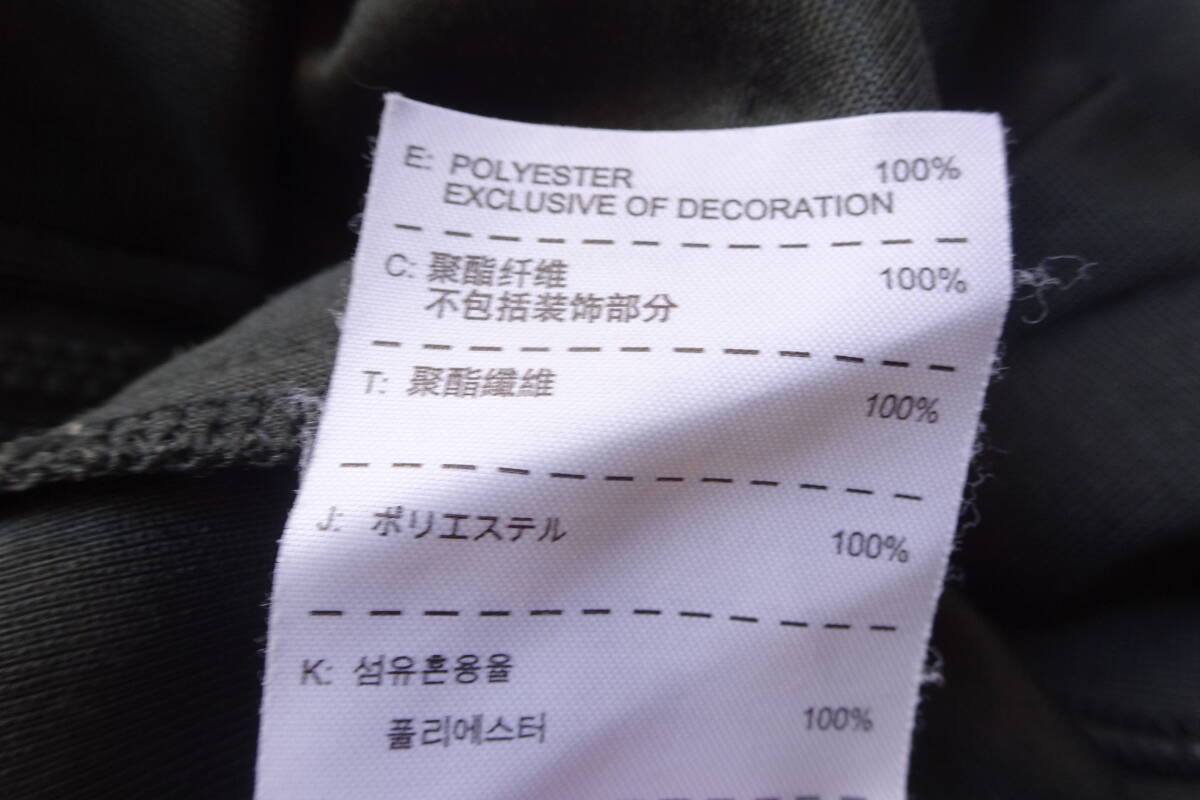 E: POLYESTER 100%
EXCLUSIVE OF DECORATION
C: 聚酯纤维 100%
不包括装饰部分
T: 聚酯纖維 100%
J: ポリエステル 100%
K: 섬유혼용율
폴리에스터 100%